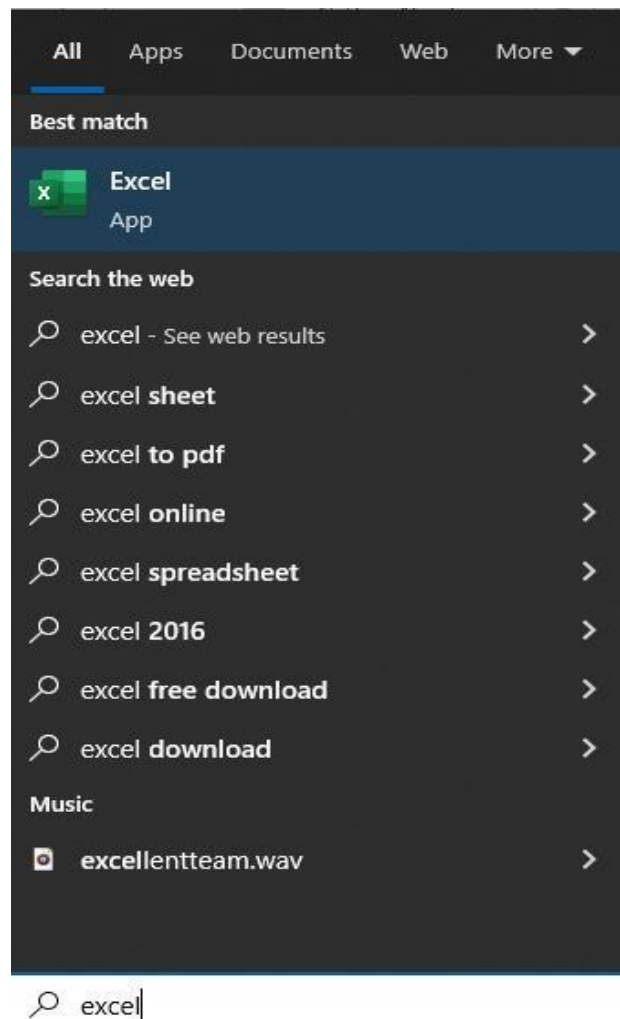 All Apps Documents Web More
Best match
X
Excel
App
Search the web
excel - See web results
excel sheet
excel to pdf
excel online
excel spreadsheet
excel 2016
excel free download
excel download
Music
excellentteam.wav
excel